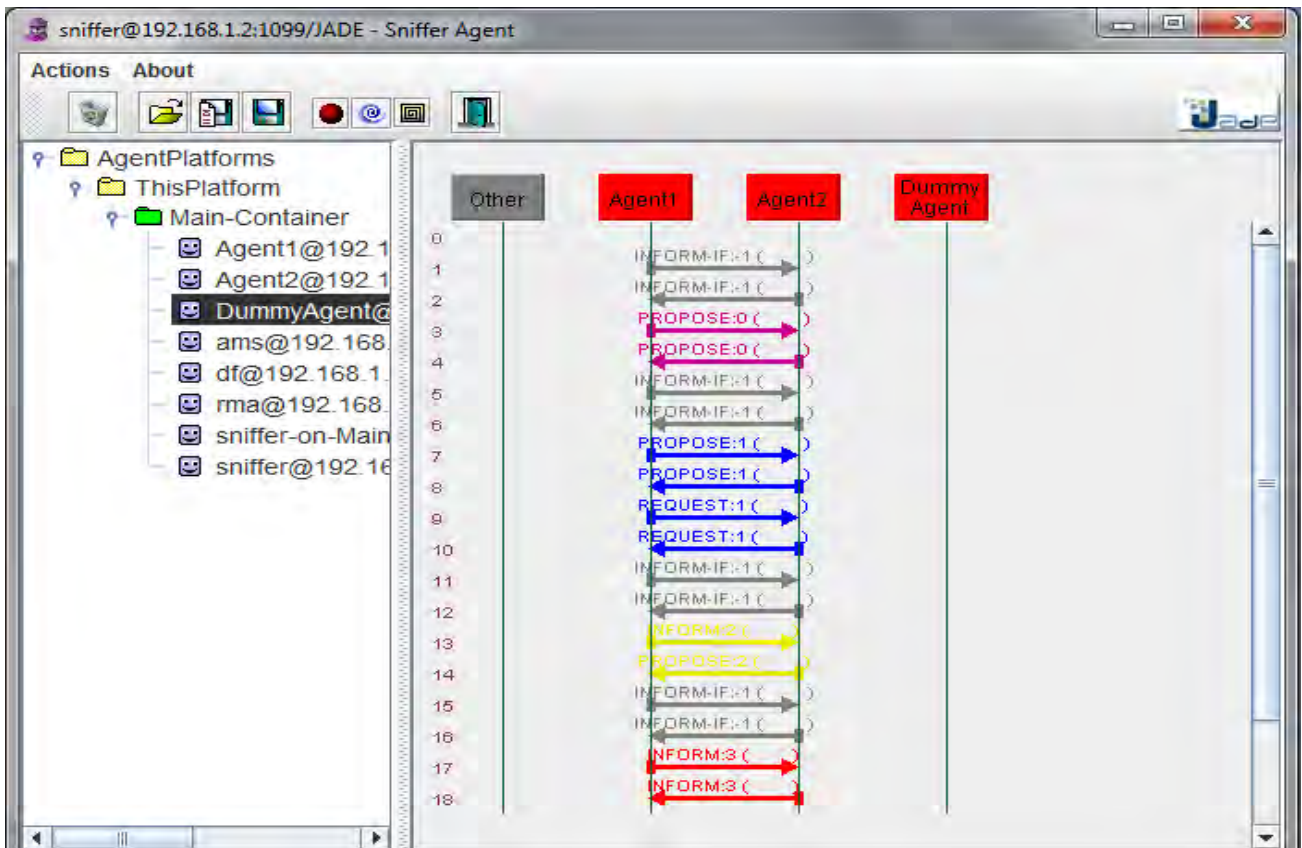 sniffer@192.168.1.2:1099/JADE - Sniffer Agent
Actions About
Jade
AgentPlatforms
ThisPlatform
Main-Container
Agent1@192.1
Agent2@192.1
DummyAgent@
ams@192.168.
df@192.168.1.
rma@192.168.
sniffer-on-Main
sniffer@192.16
Other
Agent1
Agent2
Dummy
Agent
0
INFORM-IF:-1 ( )
1
INFORM-IF:-1 ( )
2
PROPOSE:0 ( )
3
PROPOSE:0 ( )
4
INFORM-IF:-1 ( )
5
INFORM-IF:-1 ( )
6
PROPOSE:1 ( )
7
PROPOSE:1 ( )
8
REQUEST:1 ( )
9
REQUEST:1 ( )
10
INFORM-IF:-1 ( )
11
INFORM-IF:-1 ( )
12
INFORM:2 ( )
13
PROPOSE:2 ( )
14
INFORM-IF:-1 ( )
15
INFORM-IF:-1 ( )
16
INFORM:3 ( )
17
INFORM:3 ( )
18